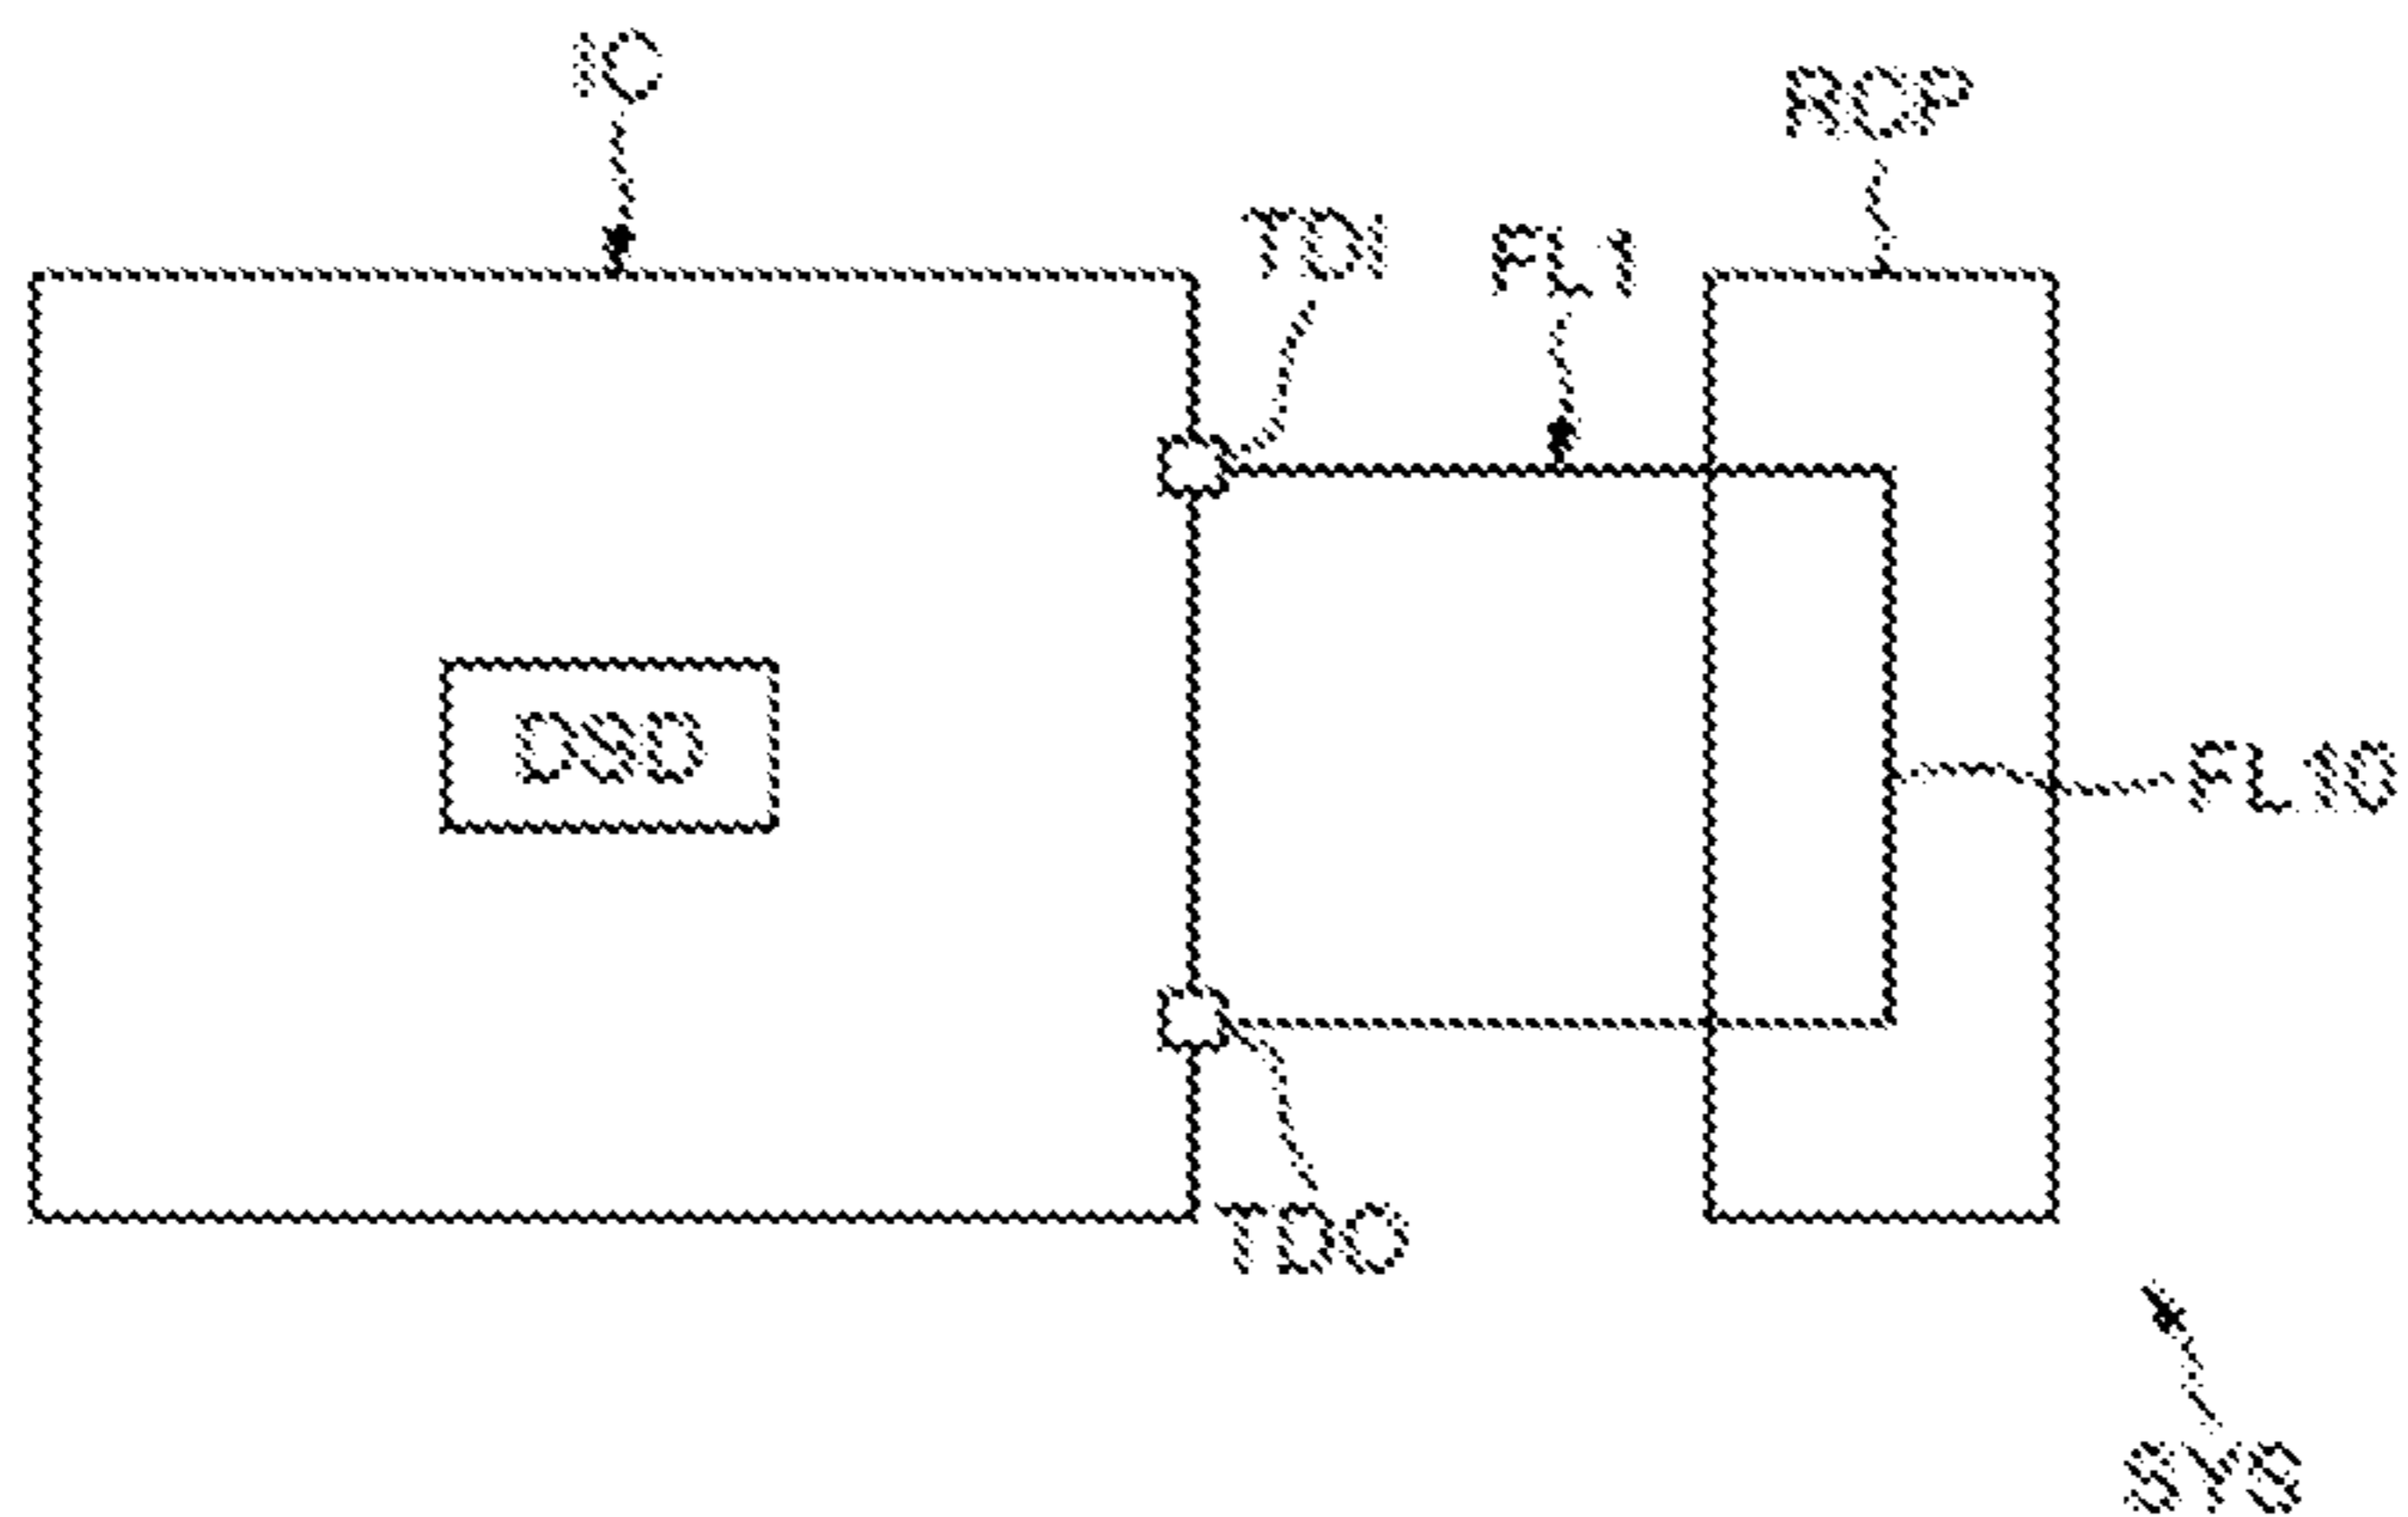 IC
RCP
TDI
FL1
DSD
FL10
TDO
SYS